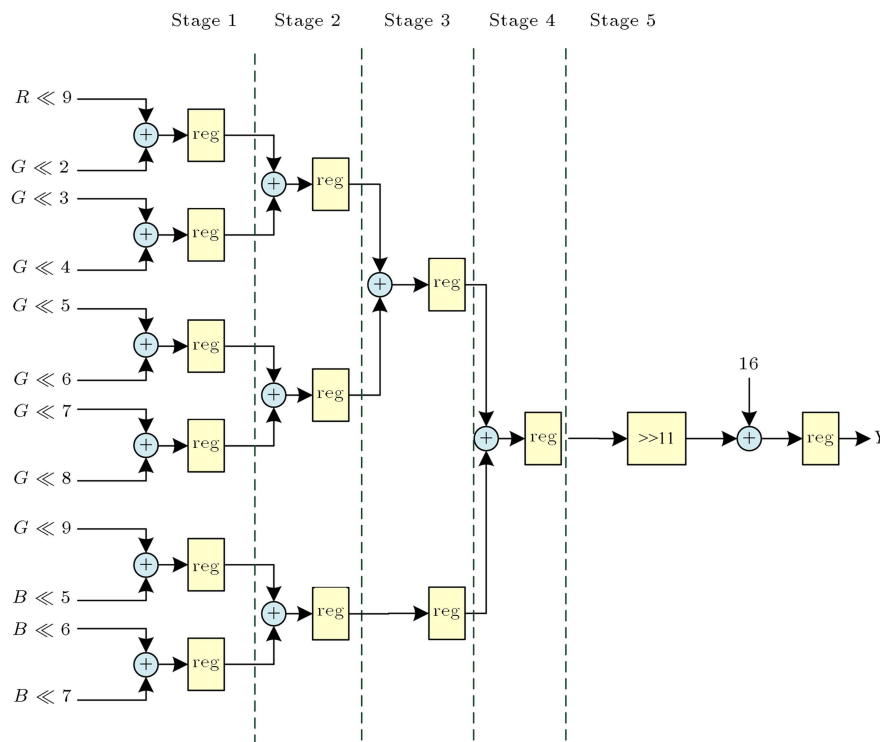 Stage 1 Stage 2 Stage 3 Stage 4 Stage 5
R ≪ 9
reg
G ≪ 2
reg
+
+
G ≪ 3
+
reg
G ≪ 4
reg
+
G ≪ 5
+
reg
16
G ≪ 6
reg
+
G ≪ 7
+
reg
>>11
+
reg
Y
+
reg
+
G ≪ 8
G ≪ 9
+
reg
B ≪ 5
+
reg
reg
B ≪ 6
+
reg
B ≪ 7